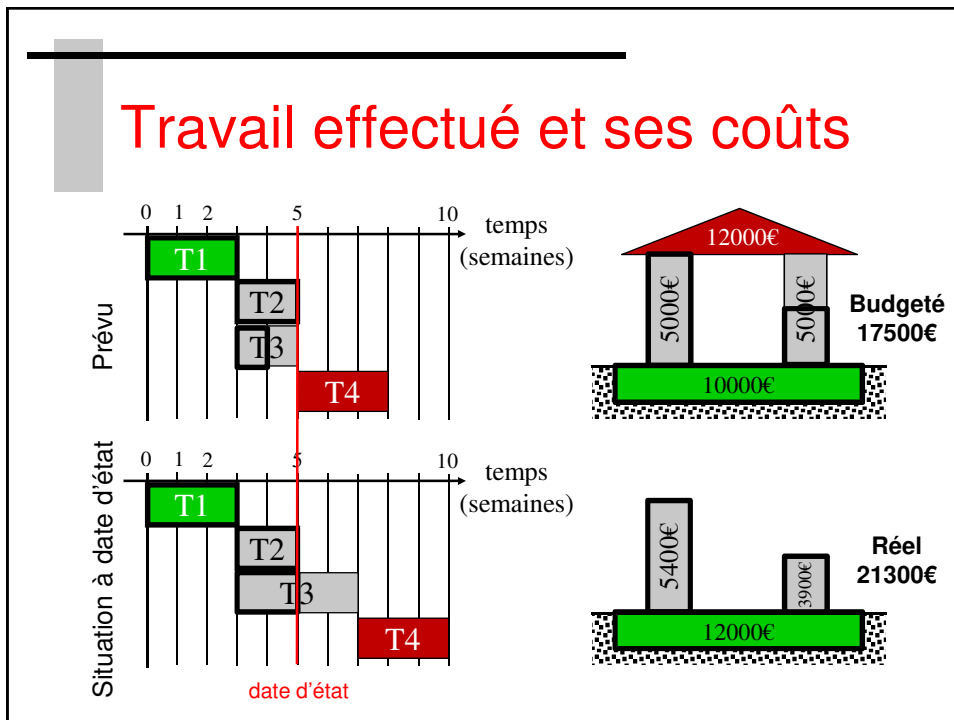 Travail effectué et ses coûts
0 1 2 5 10
temps
(semaines)
Prévu
T1
T2
T3
T4
12000€
5000€
5000€
10000€
Budgeté
17500€
0 1 2 5 10
temps
(semaines)
Situation à date d'état
T1
T2
T3
T4
date d'état
5400€
3900€
12000€
Réel
21300€